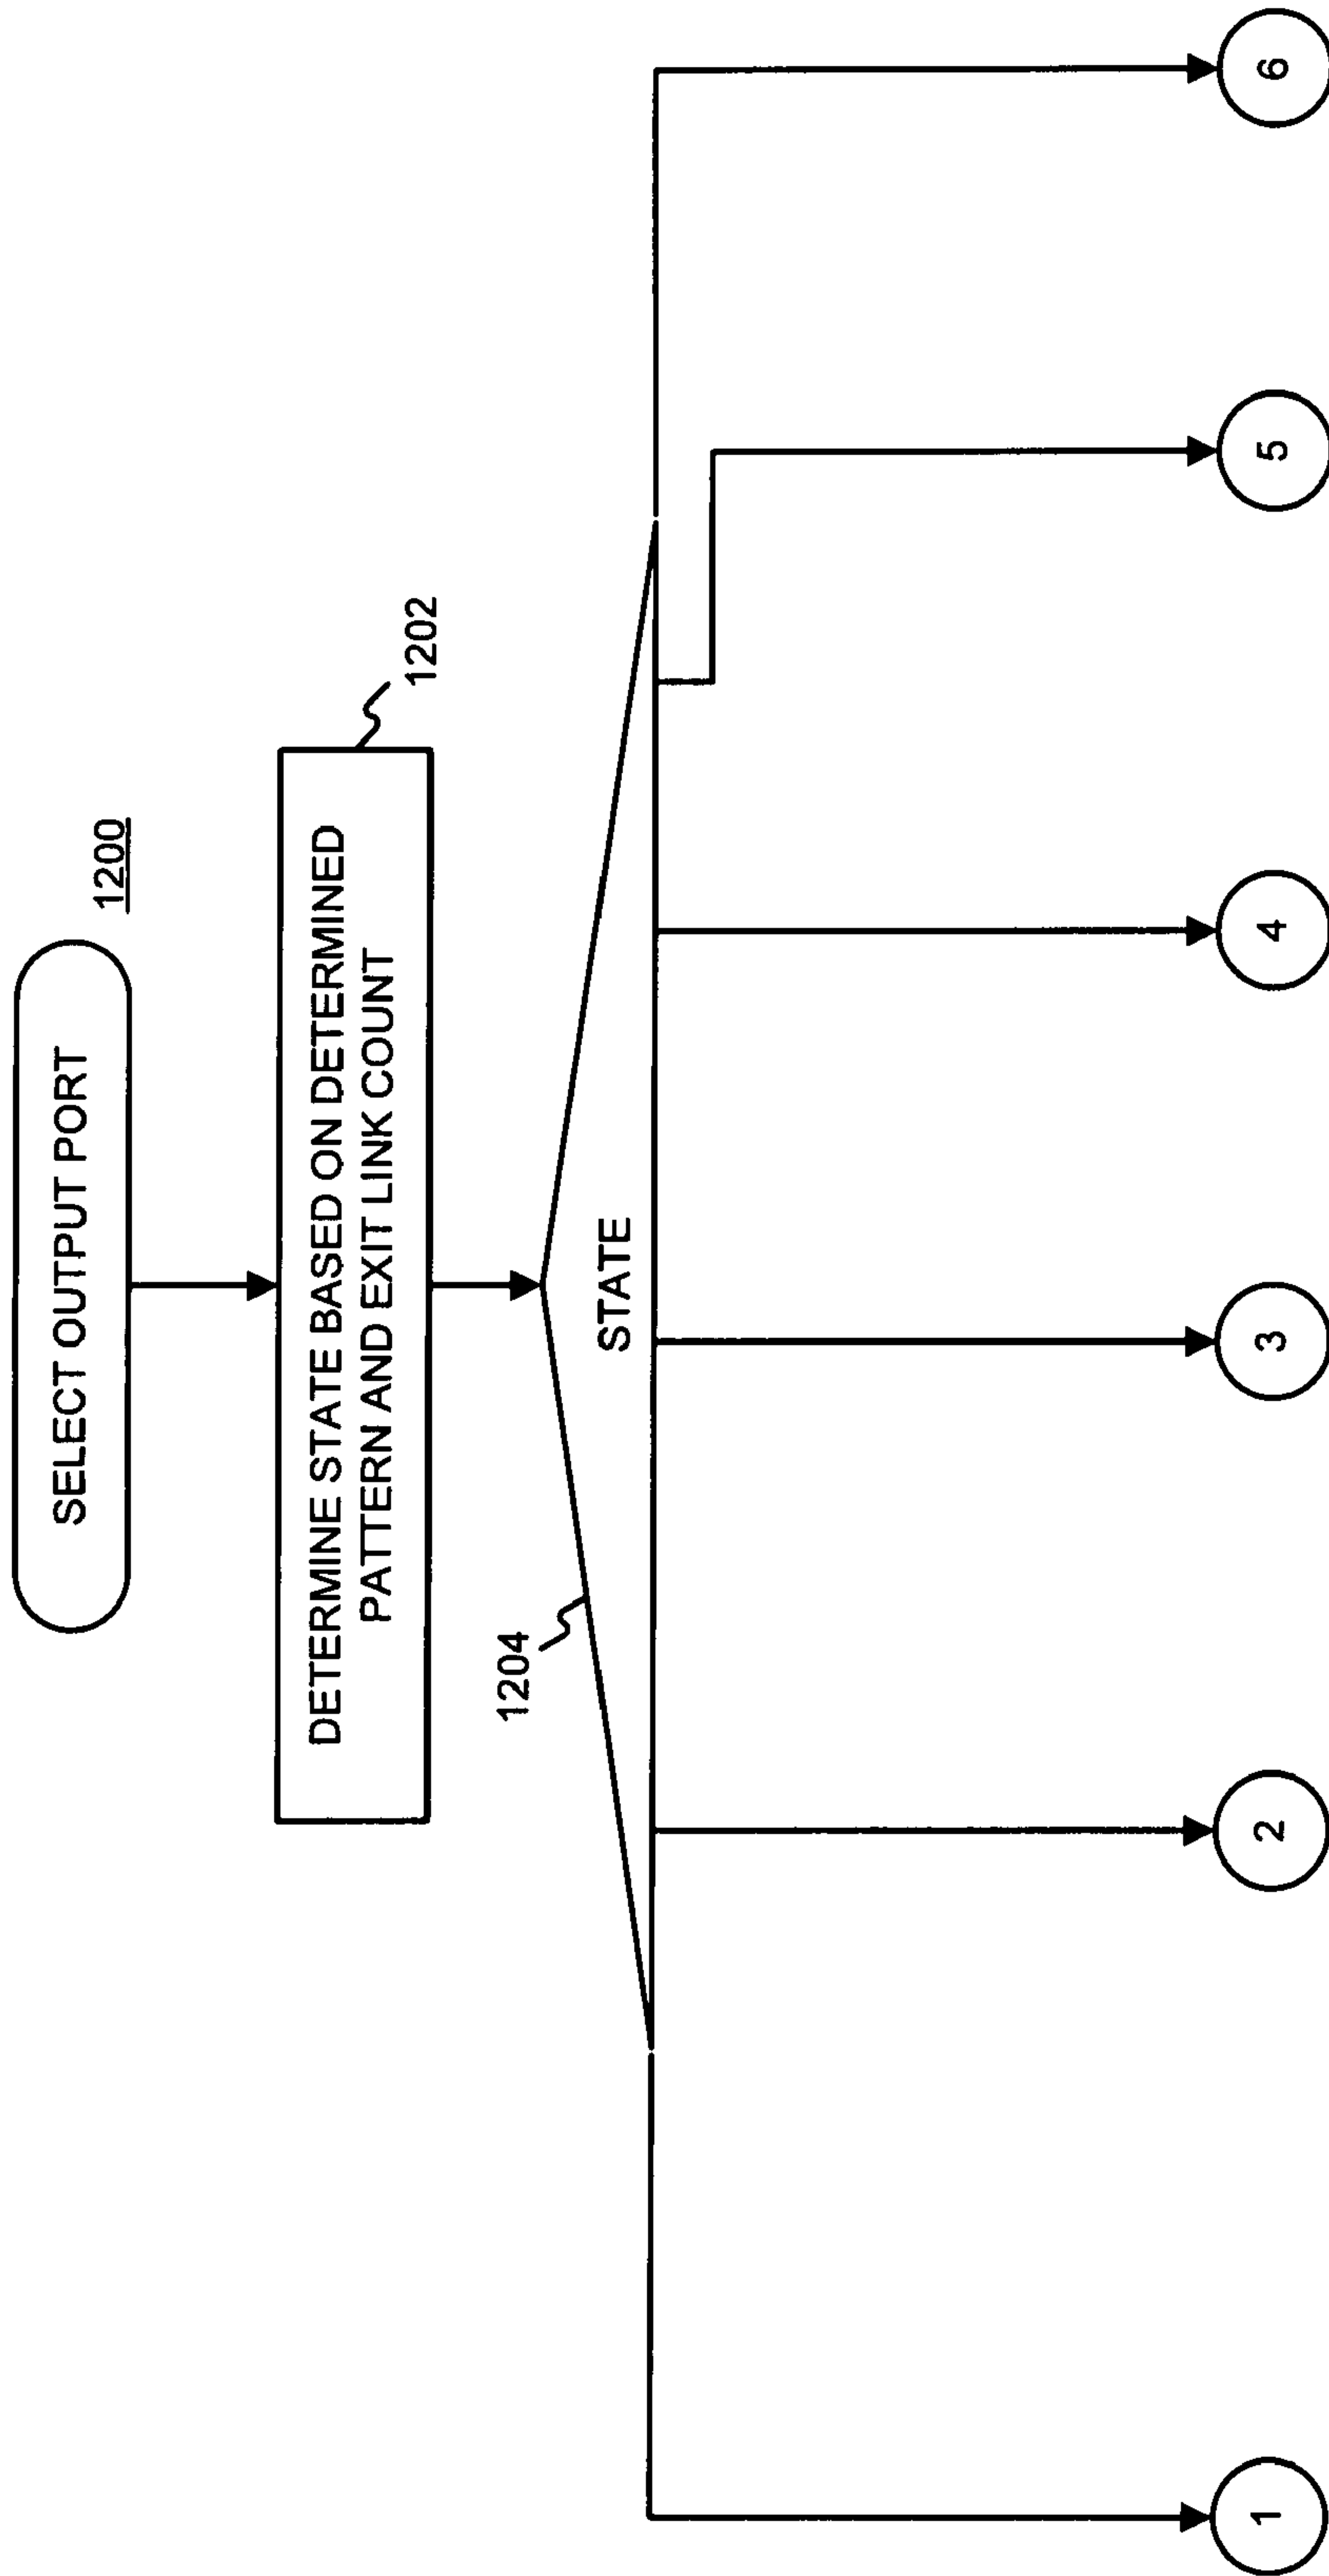 SELECT OUTPUT PORT
1200
DETERMINE STATE BASED ON DETERMINED
PATTERN AND EXIT LINK COUNT
1202
1204
STATE
1
2
3
4
5
6